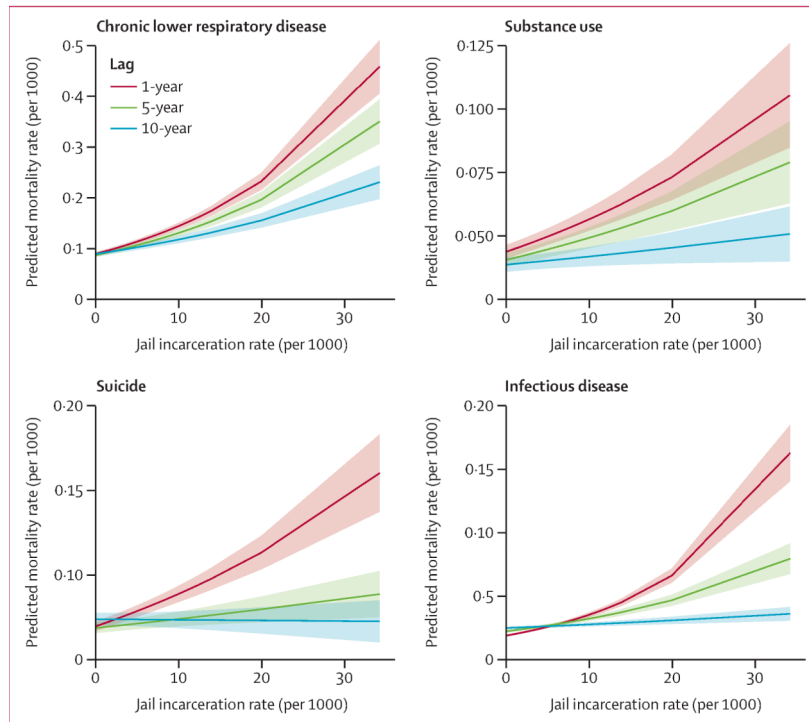 Chronic lower respiratory disease
0·5
0·4
0·3
0·2
0·1
0
Predicted mortality rate (per 1000)
Lag
1-year
5-year
10-year
0 10 20 30
Jail incarceration rate (per 1000)
Substance use
0·125
0·100
0·075
0·050
0
Predicted mortality rate (per 1000)
0 10 20 30
Jail incarceration rate (per 1000)
Suicide
0·20
0·15
0·10
0
Predicted mortality rate (per 1000)
0 10 20 30
Jail incarceration rate (per 1000)
Infectious disease
0·20
0·15
0·10
0·5
0
Predicted mortality rate (per 1000)
0 10 20 30
Jail incarceration rate (per 1000)